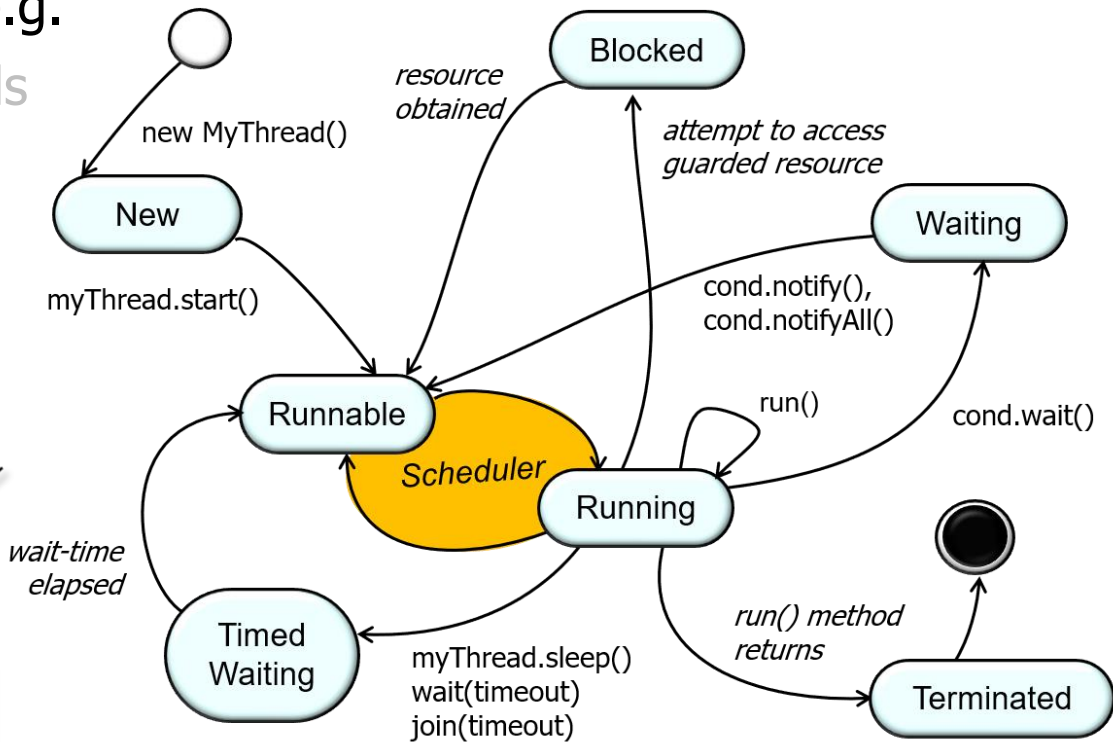 .g.
ls
new MyThread()
New
myThread.start()
resource
obtained
Blocked
attempt to access
guarded resource
Waiting
cond.notify(),
cond.notifyAll()
cond.wait()
Runnable
Scheduler
run()
Running
wait-time
elapsed
Timed
Waiting
myThread.sleep()
wait(timeout)
join(timeout)
run() method
returns
Terminated